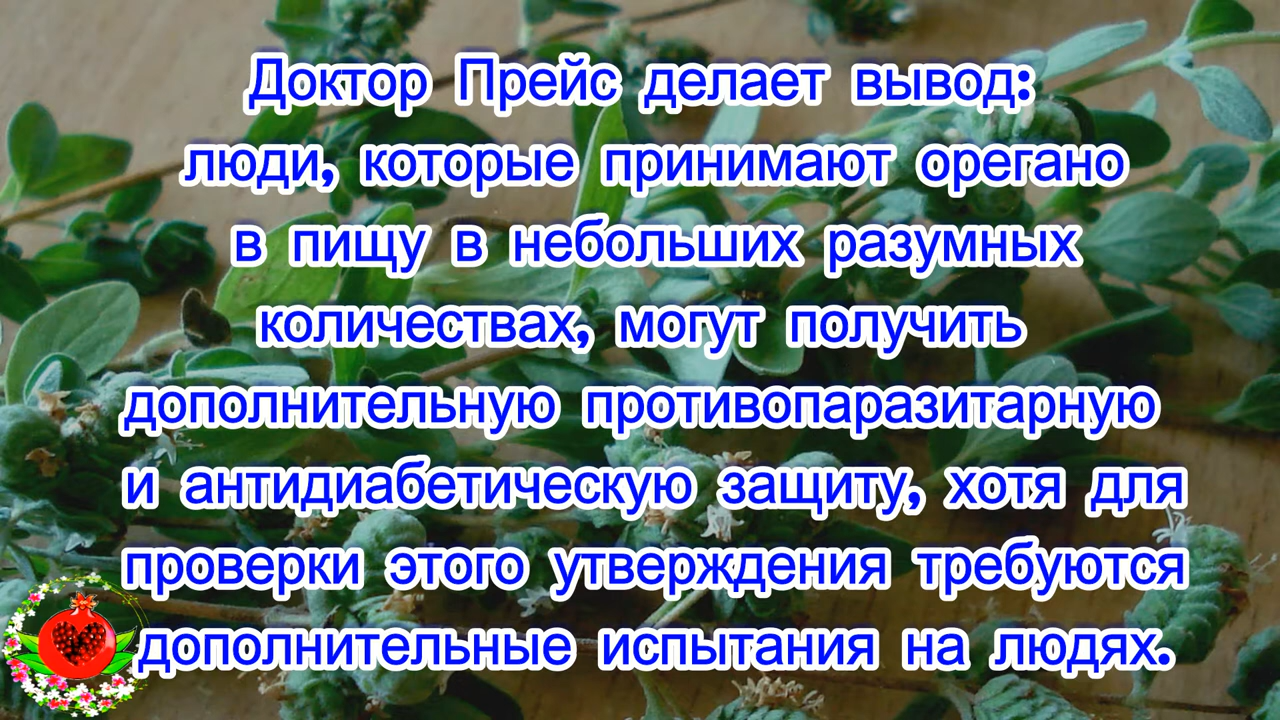 Доктор Прейс делает вывод:
люди, которые принимают орегано
в пищу в небольших разумных
количествах, могут получить
дополнительную противопаразитарную
и антидиабетическую защиту, хотя для
проверки этого утверждения требуются
дополнительные испытания на людях.